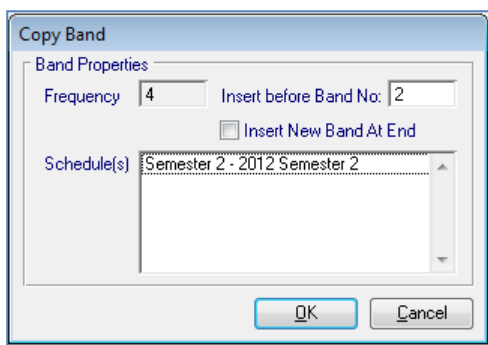 Copy Band
Band Properties
Frequency 4 Insert before Band No: 2
Insert New Band At End
Schedule(s) Semester 2 - 2012 Semester 2
OK Cancel